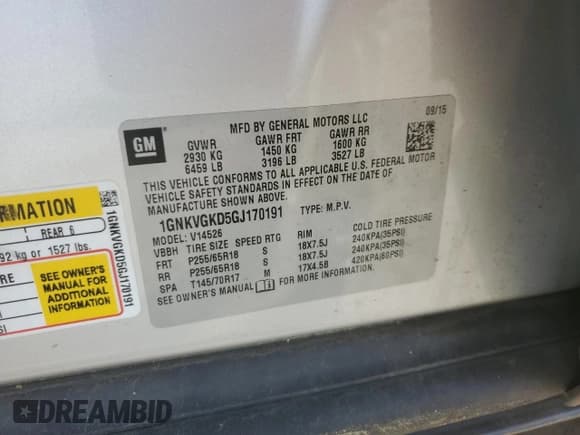 09/15
MFD BY GENERAL MOTORS LLC
GM
GVWR GAWR FRT GAWR RR
2930 KG 1450 KG 1600 KG
6459 LB 3196 LB 3527 LB
THIS VEHICLE CONFORMS TO ALL APPLICABLE U.S. FEDERAL MOTOR
VEHICLE SAFETY STANDARDS IN EFFECT ON THE DATE OF
MANUFACTURE SHOWN ABOVE.
1GNKVGKD5GJ170191 TYPE: M.P.V.
MODEL: V14526
VBBH TIRE SIZE SPEED RTG RIM COLD TIRE PRESSURE
FRT P255/65R18 S 18X7.5J 240KPA(35PSI)
RR P255/65R18 S 18X7.5J 240KPA(35PSI)
SPA T145/70R17 M 17X4.5B 420KPA(60PSI)
SEE OWNER'S MANUAL FOR MORE INFORMATION.
RMATION
REAR 6
92 kg or 1527 lbs.
RE
SEE OWNER'S
MANUAL FOR
ADDITIONAL
INFORMATION
SI
1GNKVGKD5GJ170191
DREAMBID